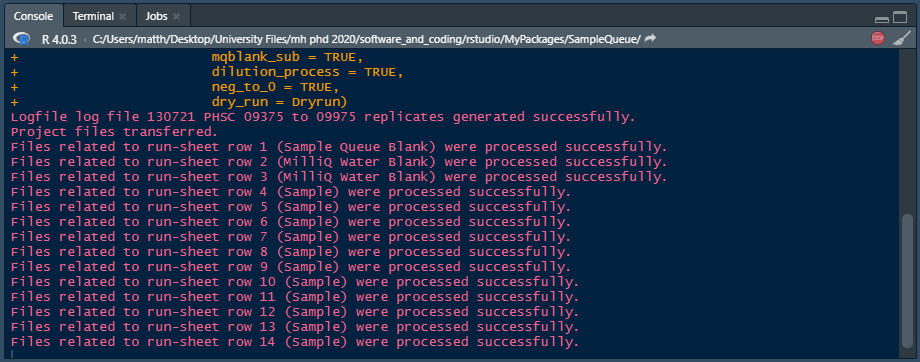 Console Terminal Jobs
R 4.0.3 · C:/Users/matth/Desktop/University Files/mh phd 2020/software_and_coding/rstudio/MyPackages/SampleQueue/
STOP
+ mqblank_sub = TRUE,
+ dilution_process = TRUE,
+ neg_to_0 = TRUE,
+ dry_run = Dryrun)
Logfile log file 130721 PHSC 09375 to 09975 replicates generated successfully.
Project files transferred.
Files related to run-sheet row 1 (Sample Queue Blank) were processed successfully.
Files related to run-sheet row 2 (MilliQ Water Blank) were processed successfully.
Files related to run-sheet row 3 (MilliQ Water Blank) were processed successfully.
Files related to run-sheet row 4 (Sample) were processed successfully.
Files related to run-sheet row 5 (Sample) were processed successfully.
Files related to run-sheet row 6 (Sample) were processed successfully.
Files related to run-sheet row 7 (Sample) were processed successfully.
Files related to run-sheet row 8 (Sample) were processed successfully.
Files related to run-sheet row 9 (Sample) were processed successfully.
Files related to run-sheet row 10 (Sample) were processed successfully.
Files related to run-sheet row 11 (Sample) were processed successfully.
Files related to run-sheet row 12 (Sample) were processed successfully.
Files related to run-sheet row 13 (Sample) were processed successfully.
Files related to run-sheet row 14 (Sample) were processed successfully.